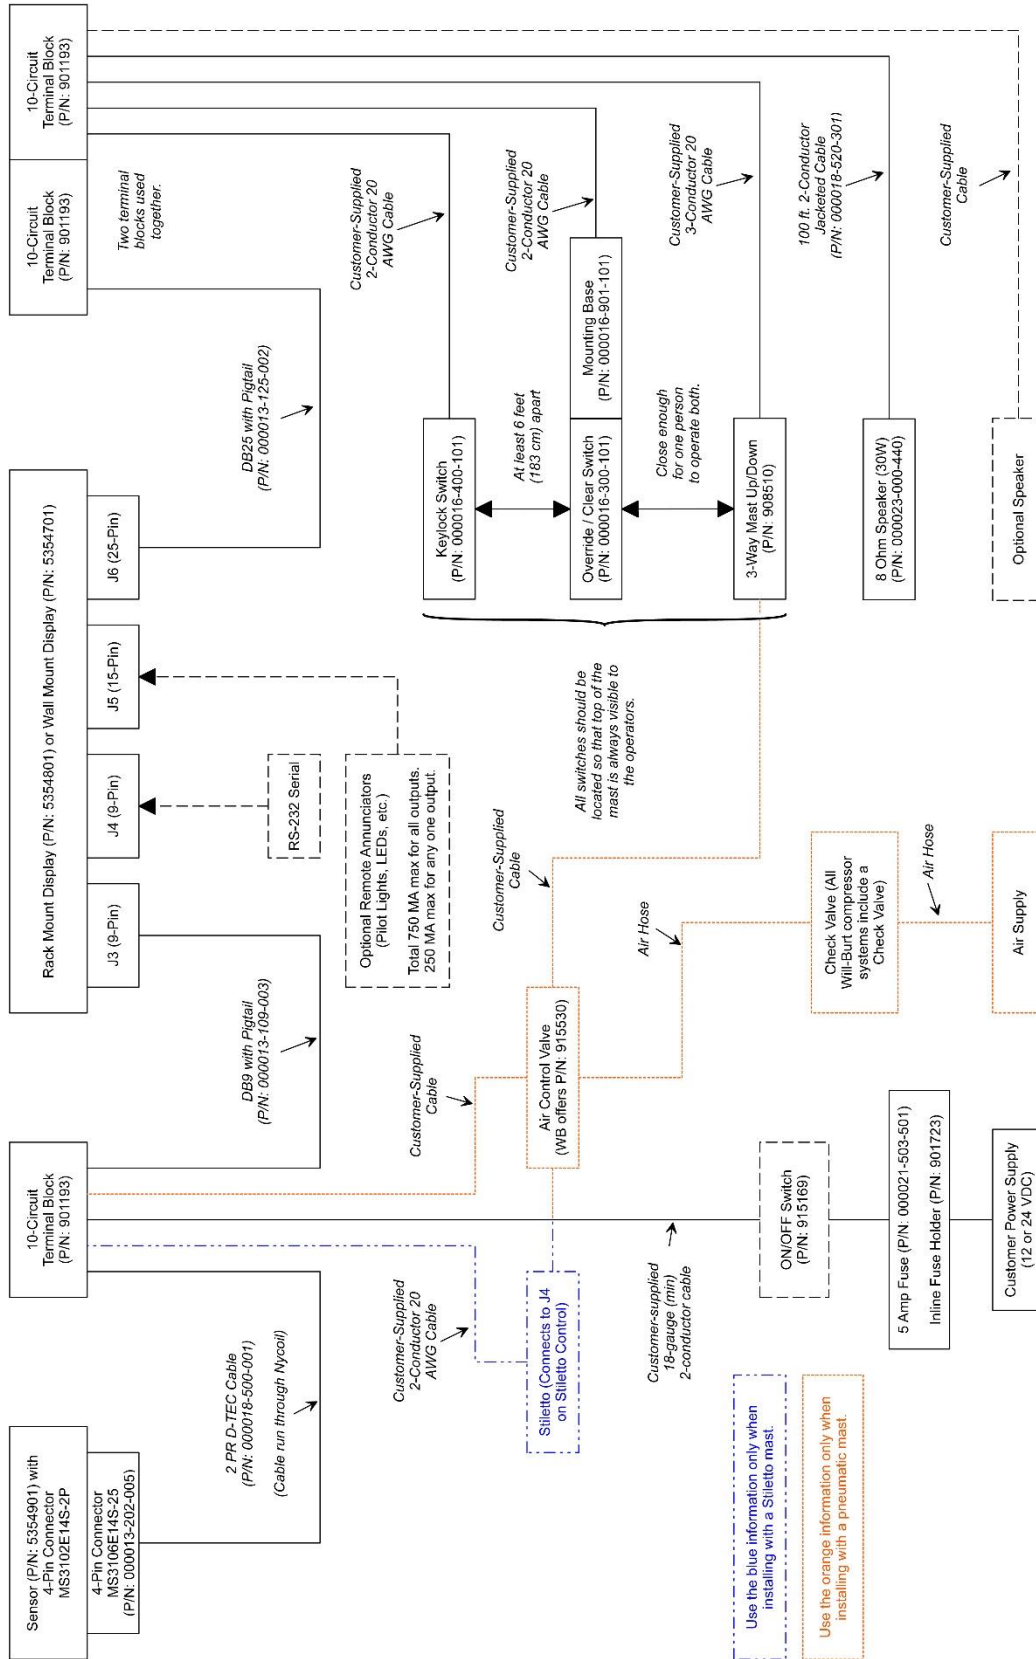 Sensor (P/N: 5354901) with
4-Pin Connector
MS3102E14S-2P
4-Pin Connector
MS3106E14S-25
(P/N: 000013-202-005)
2 PR D-TEC Cable
(P/N: 000018-500-001)
(Cable run through Nycoil)
10-Circuit
Terminal Block
(P/N: 901193)
DB9 with Pigtail
(P/N: 000013-109-003)
Rack Mount Display (P/N: 5354801) or Wall Mount Display (P/N: 5354701)
J3 (9-Pin)
J4 (9-Pin)
J5 (15-Pin)
J6 (25-Pin)
RS-232 Serial
Optional Remote Annunciators
(Pilot Lights, LEDs, etc.)
Total 750 MA max for all outputs.
250 MA max for any one output.
DB25 with Pigtail
(P/N: 000013-125-002)
10-Circuit
Terminal Block
(P/N: 901193)
10-Circuit
Terminal Block
(P/N: 901193)
Two terminal
blocks used
together.
Customer-Supplied
2-Conductor 20
AWG Cable
Stiletto (Connects to J4
on Stiletto Control)
Customer-Supplied
Cable
Air Control Valve
(WB offers P/N: 915530)
Customer-Supplied
Cable
Air Hose
All switches should be
located so that top of the
mast is always visible to
the operators.
Keylock Switch
(P/N: 000016-400-101)
Customer-Supplied
2-Conductor 20
AWG Cable
At least 6 feet
(183 cm) apart
Override / Clear Switch
(P/N: 000016-300-101)
Mounting Base
(P/N: 000016-901-101)
Customer-Supplied
2-Conductor 20
AWG Cable
Close enough
for one person
to operate both.
3-Way Mast Up/Down
(P/N: 908510)
Customer-Supplied
3-Conductor 20
AWG Cable
8 Ohm Speaker (30W)
(P/N: 000023-000-440)
100 ft. 2-Conductor
Jacketed Cable
(P/N: 000018-520-301)
Optional Speaker
Customer-Supplied
Cable
Customer-supplied
18-gauge (min)
2-conductor cable
ON/OFF Switch
(P/N: 915169)
5 Amp Fuse (P/N: 000021-503-501)
Inline Fuse Holder (P/N: 901723)
Customer Power Supply
(12 or 24 VDC)
Check Valve (All
Will-Burt compressor
systems include a
Check Valve)
Air Hose
Air Supply
Use the blue information only when
installing with a Stiletto mast.
Use the orange information only when
installing with a pneumatic mast.